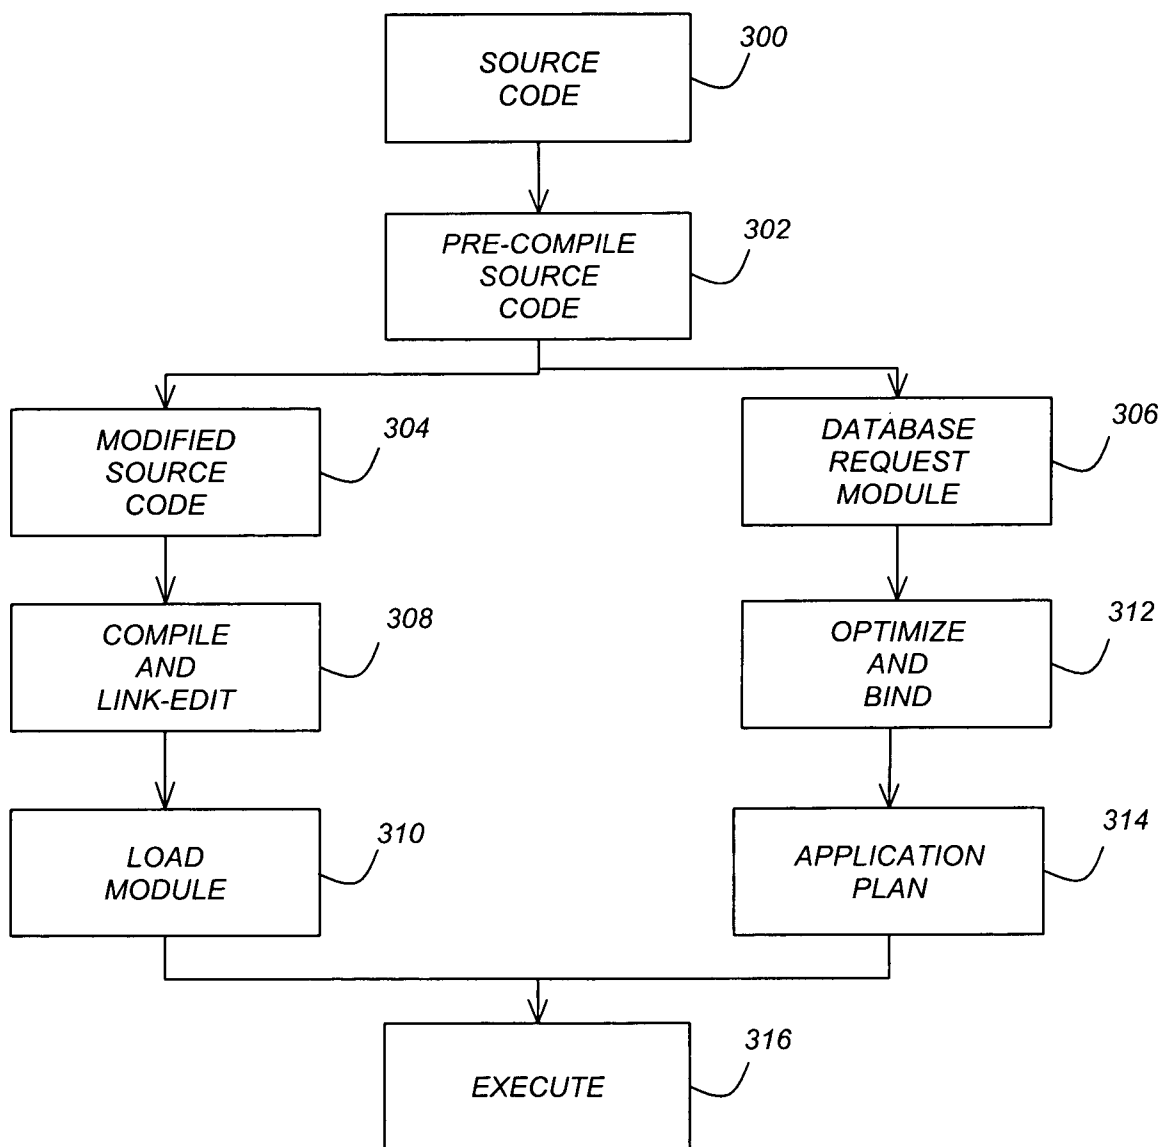 SOURCE
CODE
300
PRE-COMPILE
SOURCE
CODE
302
MODIFIED
SOURCE
CODE
304
DATABASE
REQUEST
MODULE
306
COMPILE
AND
LINK-EDIT
308
OPTIMIZE
AND
BIND
312
LOAD
MODULE
310
APPLICATION
PLAN
314
EXECUTE
316